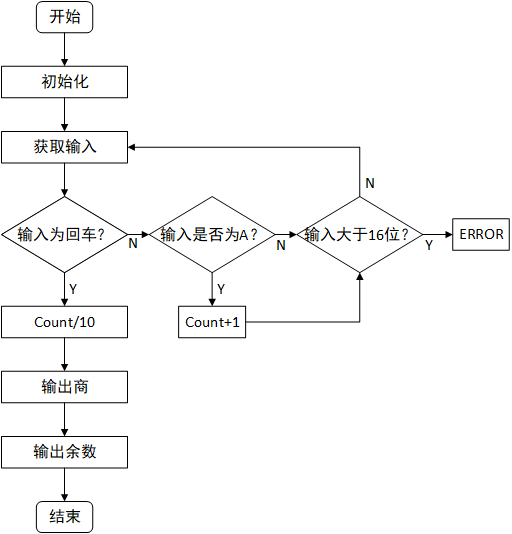 开始
初始化
获取输入
N
输入为回车？
N
输入是否为A？
N
输入大于16位？
Y
ERROR
Y
Y
Count/10
Count+1
输出商
输出余数
结束